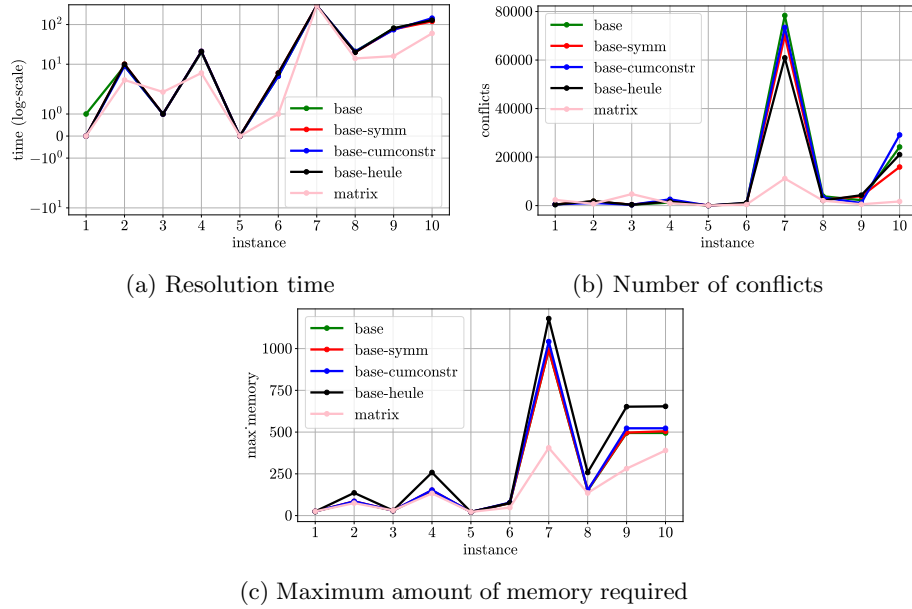 time (log-scale)
10²
10¹
10⁰
0
−10⁰
−10¹
1 2 3 4 5 6 7 8 9 10
instance
base
base-symm
base-cumconstr
base-heule
matrix
(a) Resolution time
conflicts
80000
60000
40000
20000
0
1 2 3 4 5 6 7 8 9 10
instance
base
base-symm
base-cumconstr
base-heule
matrix
(b) Number of conflicts
max˙memory
1000
750
500
250
0
1 2 3 4 5 6 7 8 9 10
instance
base
base-symm
base-cumconstr
base-heule
matrix
(c) Maximum amount of memory required